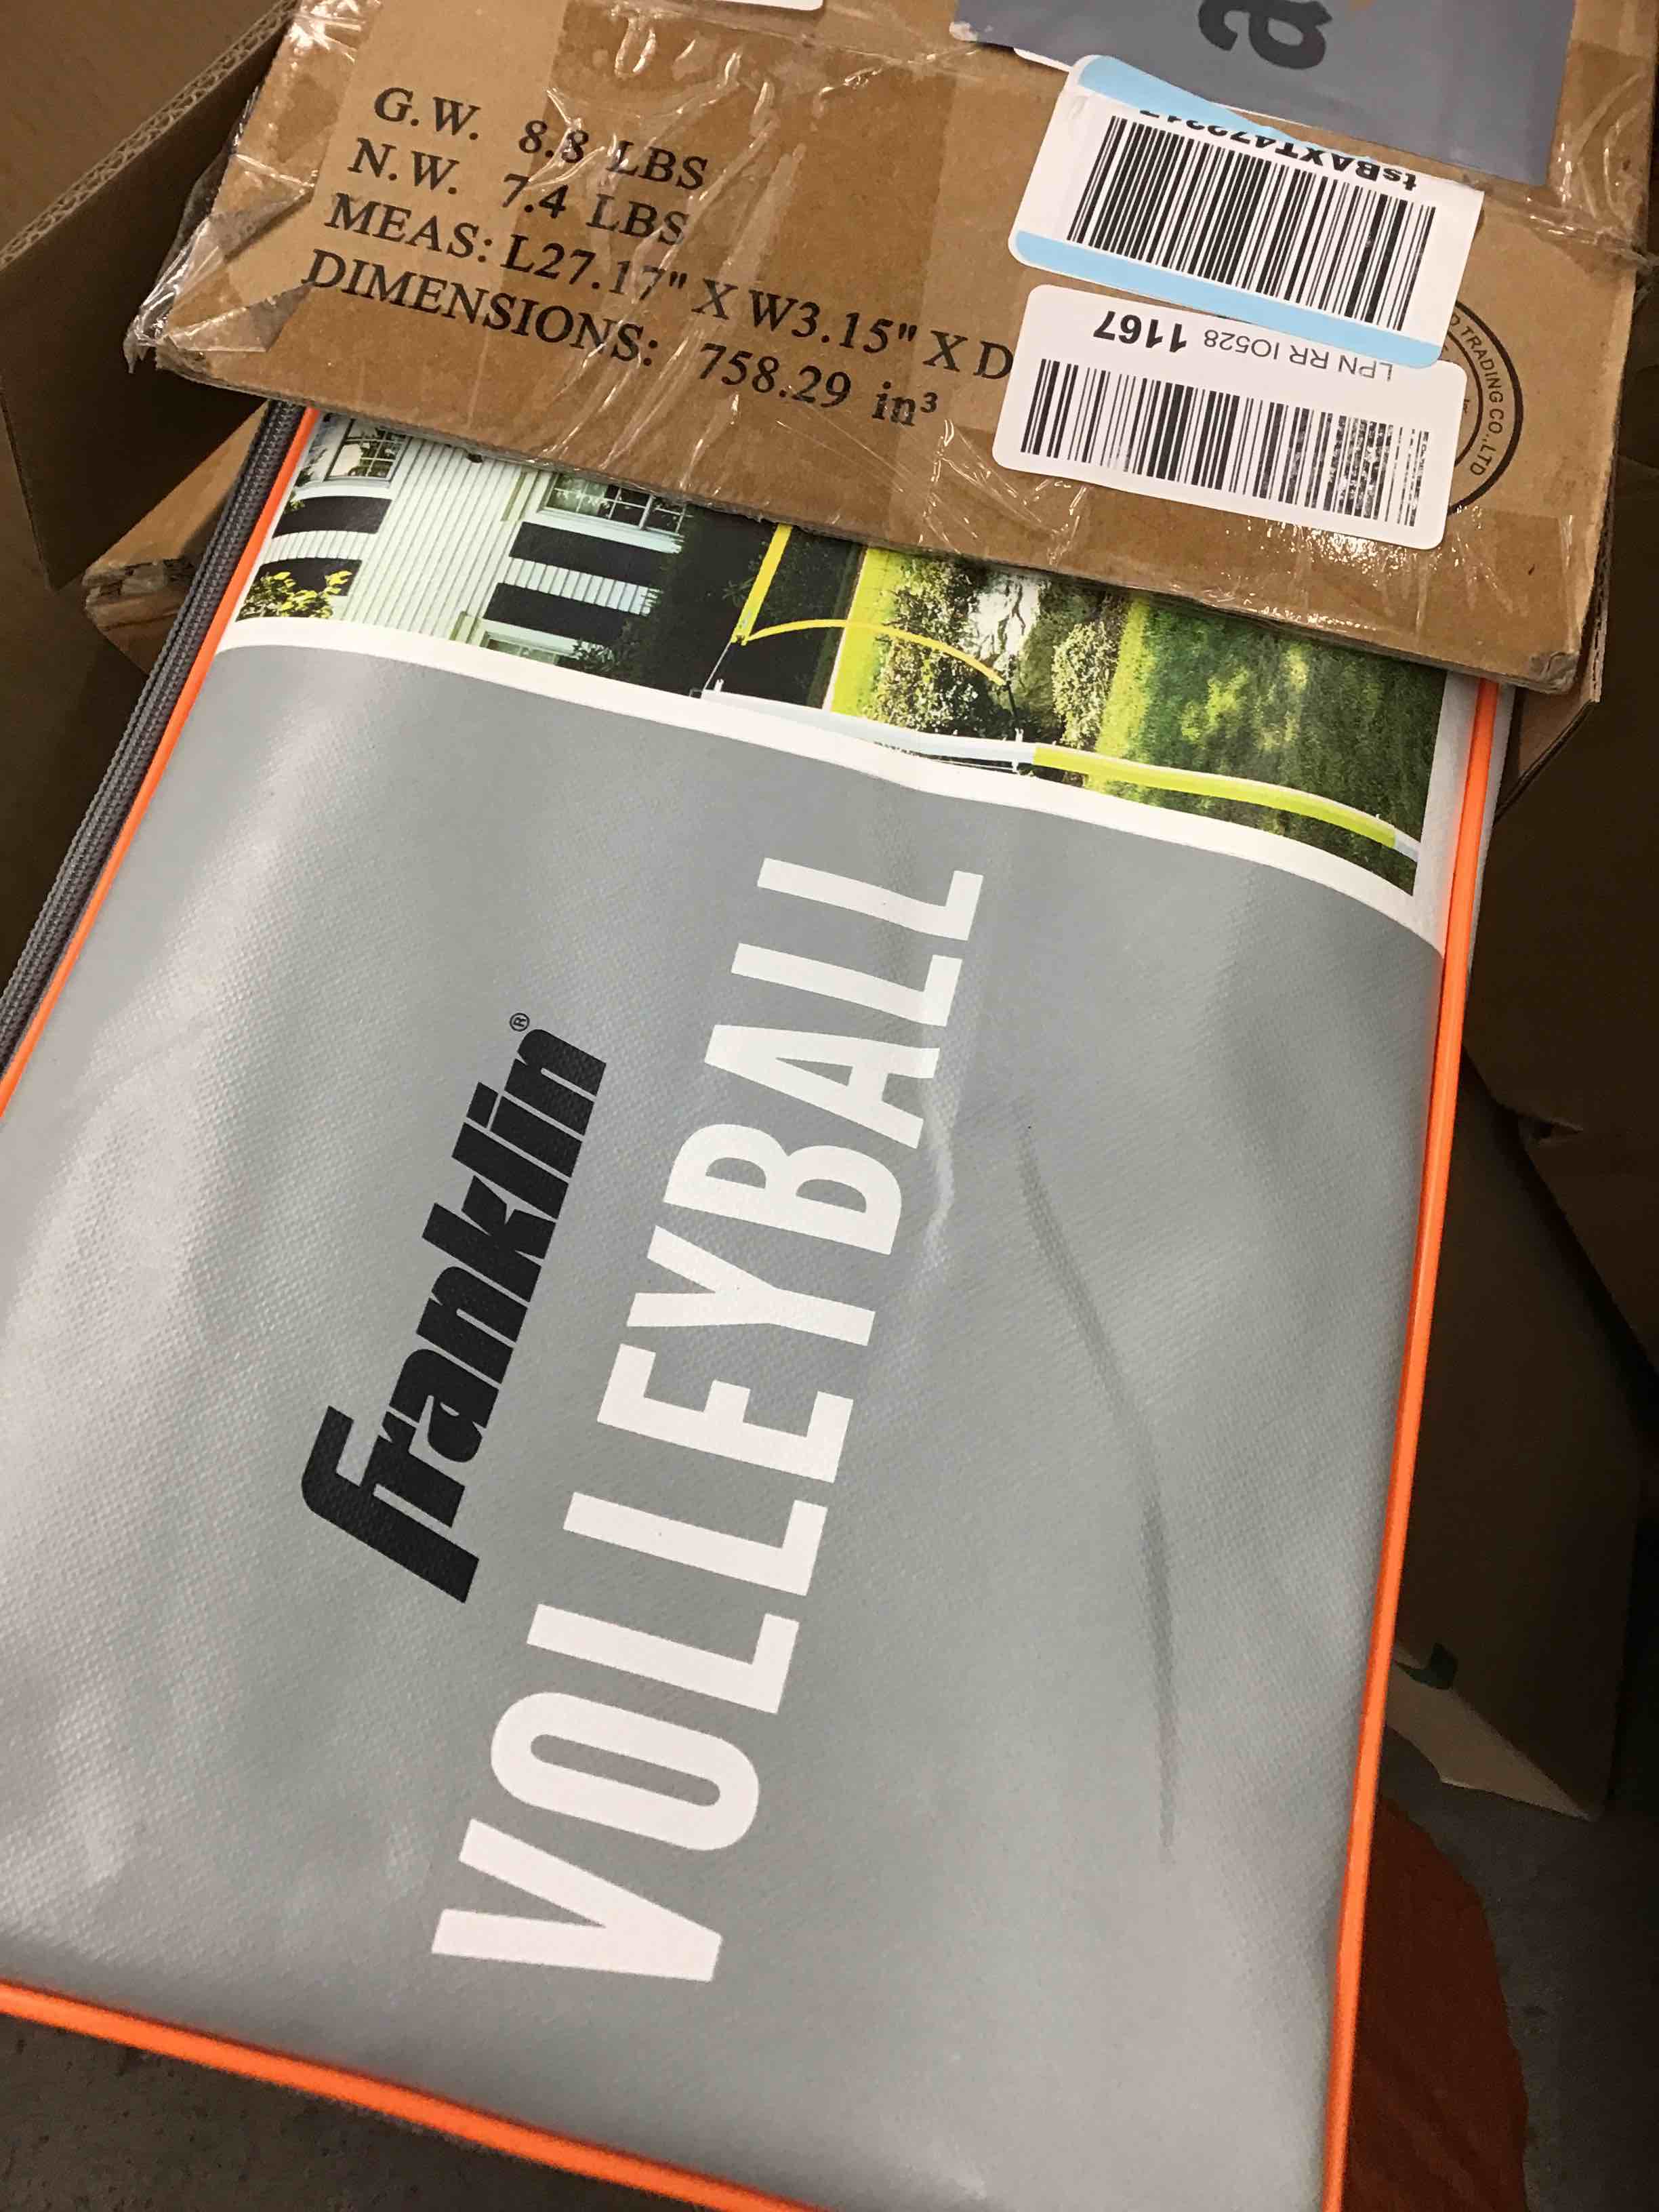 a
G.W. 8.8 LBS
N.W. 7.4 LBS
MEAS: L27.17" X W3.15" X D
DIMENSIONS: 758.29 in³
LPN RR IO528 1167
TRADING CO.,LTD
Franklin®
VOLLEYBALL